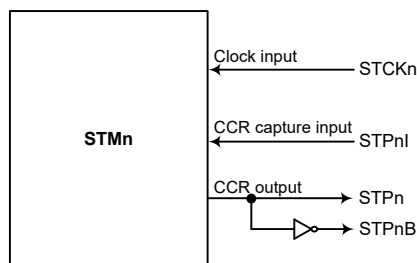 Clock input
STCKn
STMn
CCR capture input
STPnI
CCR output
STPn
STPnB